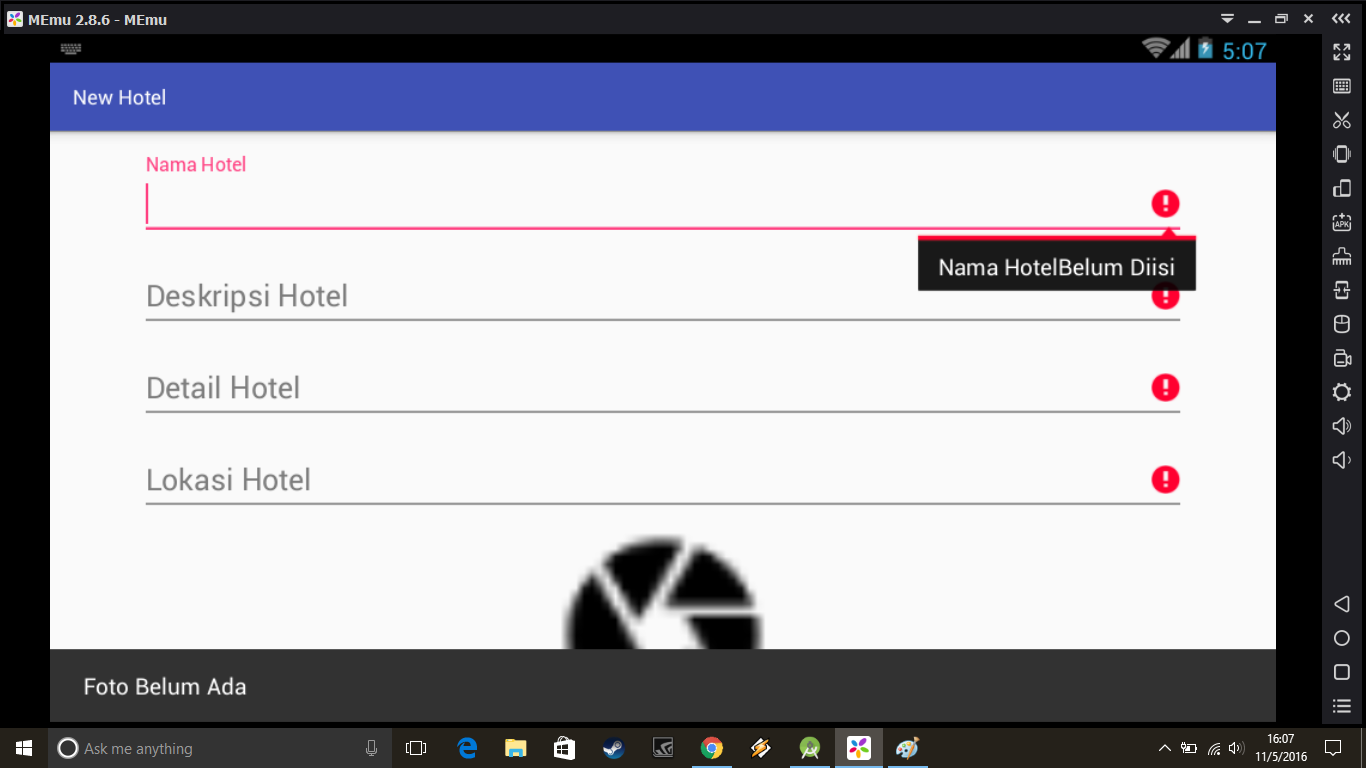 MEmu 2.8.6 - MEmu
5:07
New Hotel
Nama Hotel
Nama HotelBelum Diisi
Deskripsi Hotel
Detail Hotel
Lokasi Hotel
Foto Belum Ada
APK
Ask me anything
16:07
11/5/2016